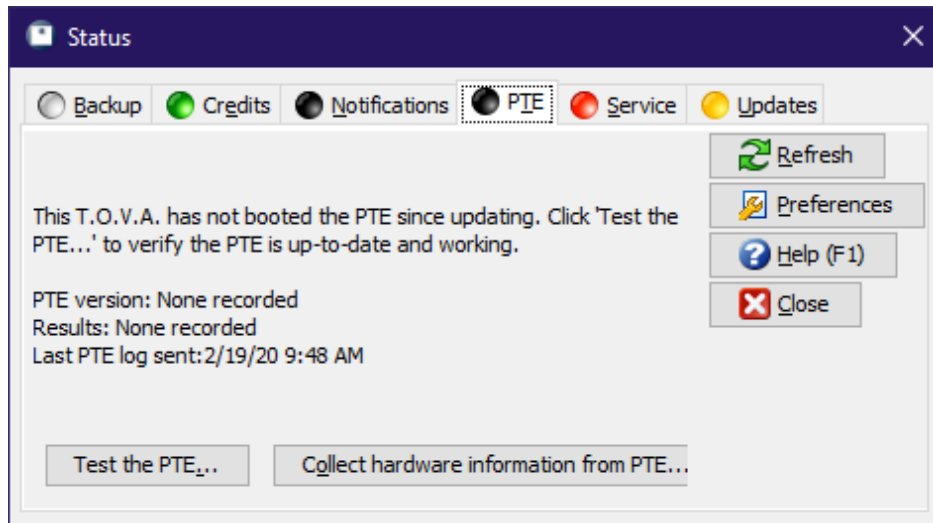 Status
Backup Credits Notifications PTE Service Updates
Refresh
Preferences
Help (F1)
Close
This T.O.V.A. has not booted the PTE since updating. Click 'Test the
PTE...' to verify the PTE is up-to-date and working.
PTE version: None recorded
Results: None recorded
Last PTE log sent:2/19/20 9:48 AM
Test the PTE... Collect hardware information from PTE...